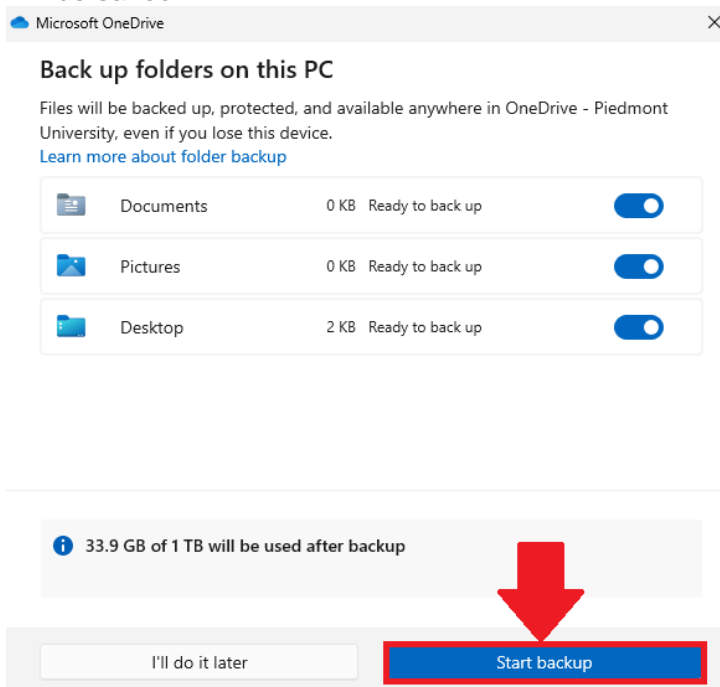 Microsoft OneDrive
Back up folders on this PC
Files will be backed up, protected, and available anywhere in OneDrive - Piedmont
University, even if you lose this device.
Learn more about folder backup
Documents 0 KB Ready to back up
Pictures 0 KB Ready to back up
Desktop 2 KB Ready to back up
33.9 GB of 1 TB will be used after backup
I'll do it later Start backup